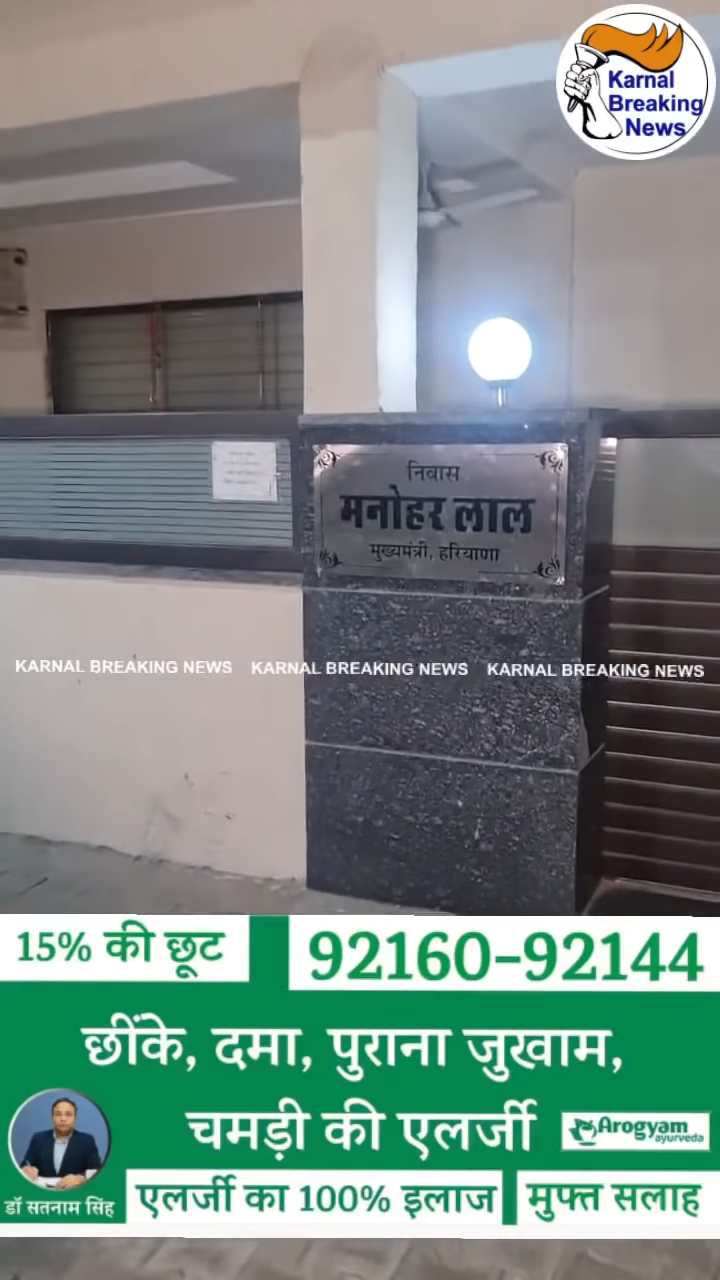 Karnal
Breaking
News
निवास
मनोहर लाल
मुख्यमंत्री, हरियाणा
KARNAL BREAKING NEWS KARNAL BREAKING NEWS KARNAL BREAKING NEWS
15% की छूट
92160-92144
छींके, दमा, पुराना जुखाम,
चमड़ी की एलर्जी
Arogyam
ayurveda
डॉ सतनाम सिंह
एलर्जी का 100% इलाज
मुफ्त सलाह